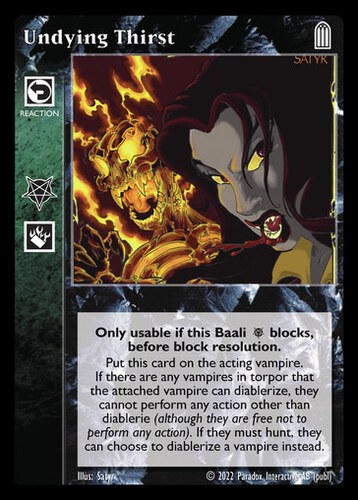 Undying Thirst
SATYR
REACTION
Only usable if this Baali blocks,
before block resolution.
Put this card on the acting vampire.
If there are any vampires in torpor that
the attached vampire can diablerize, they
cannot perform any action other than
diablerie (although they are free not to
perform any action). If they must hunt, they
can choose to diablerize a vampire instead.
Illus: Satyr
© 2022 Paradox Interactive AB (publ)